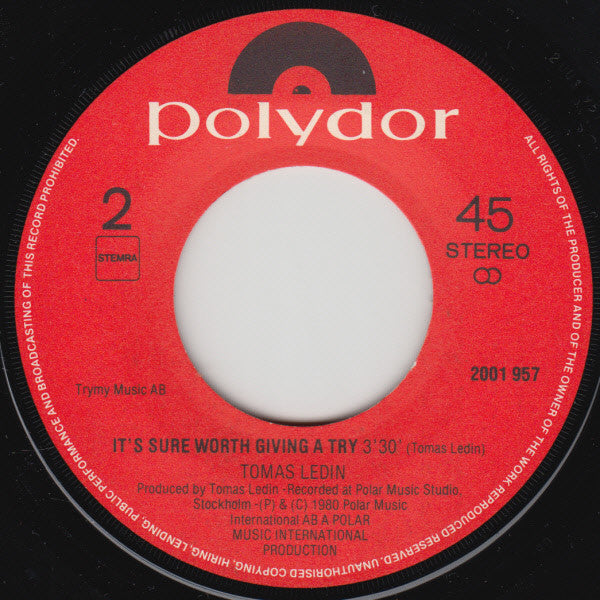 polydor
2
STEMRA
45
STEREO
Trymy Music AB
2001 957
IT'S SURE WORTH GIVING A TRY 3'30' (Tomas Ledin)
TOMAS LEDIN
Produced by Tomas Ledin -Recorded at Polar Music Studio,
Stockholm -(P) & (C) 1980 Polar Music
International AB A POLAR
MUSIC INTERNATIONAL
PRODUCTION
ALL RIGHTS OF THE PRODUCER AND OF THE OWNER OF THE WORK REPRODUCED RESERVED. UNAUTHORISED COPYING, HIRING, LENDING, PUBLIC PERFORMANCE AND BROADCASTING OF THIS RECORD PROHIBITED.